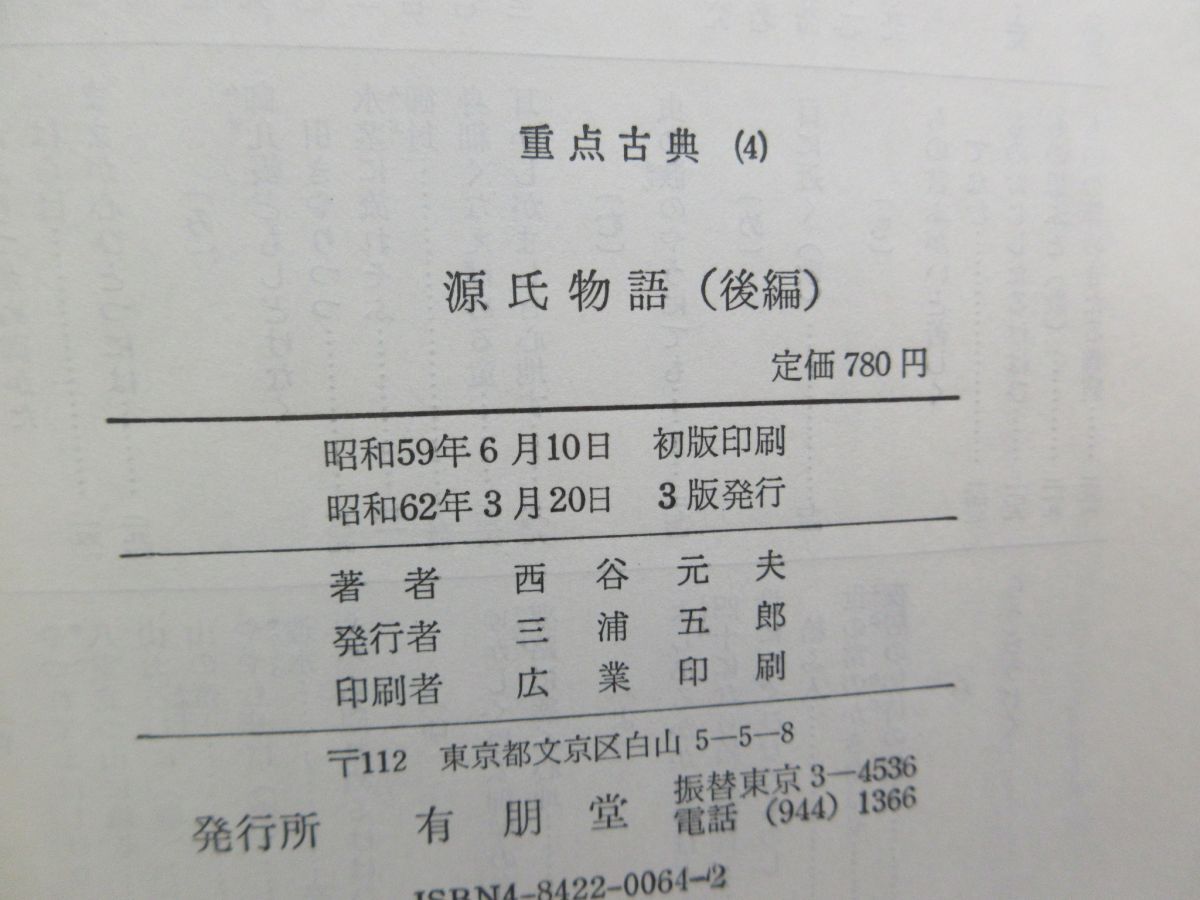 重点古典 (4)
源氏物語（後編）
定価 780 円
昭和59年 6 月10日 初版印刷
昭和62年 3 月20日 3 版発行
著者 西谷元夫
発行者 三浦五郎
印刷者 広業印刷
〒112 東京都文京区白山 5—5—8
発行所 有朋堂
振替東京 3—4536
電話 (944) 1366
ISBN4-8422-0064-2